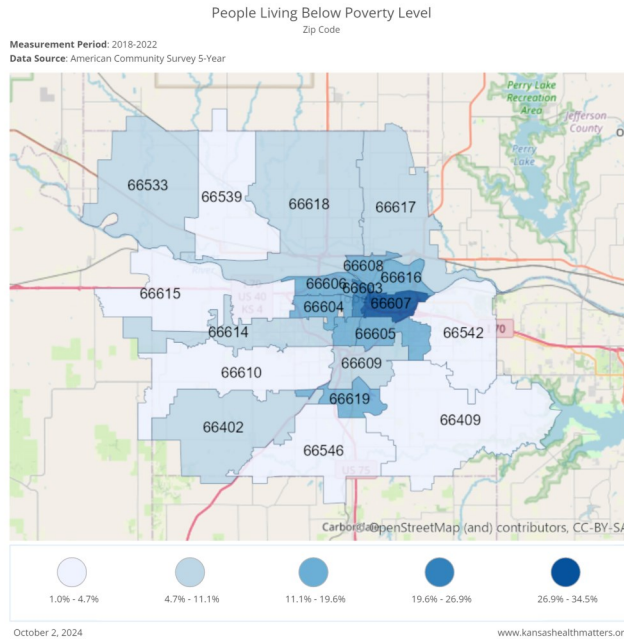 People Living Below Poverty Level
Zip Code
Measurement Period: 2018-2022
Data Source: American Community Survey 5-Year
Perry Lake
Recreation
Area
Jefferson
County
Perry
Lake
66533
66539
66618
66617
66608
66616
66606
66603
66607
66615
US 40
KS 4
66604
66614
66605
66542
70
66610
66609
66619
66402
66409
66546
US 75
OpenStreetMap (and) contributors, CC-BY-SA
1.0% - 4.7%
4.7% - 11.1%
11.1% - 19.6%
19.6% - 26.9%
26.9% - 34.5%
October 2, 2024
www.kansashealthmatters.or